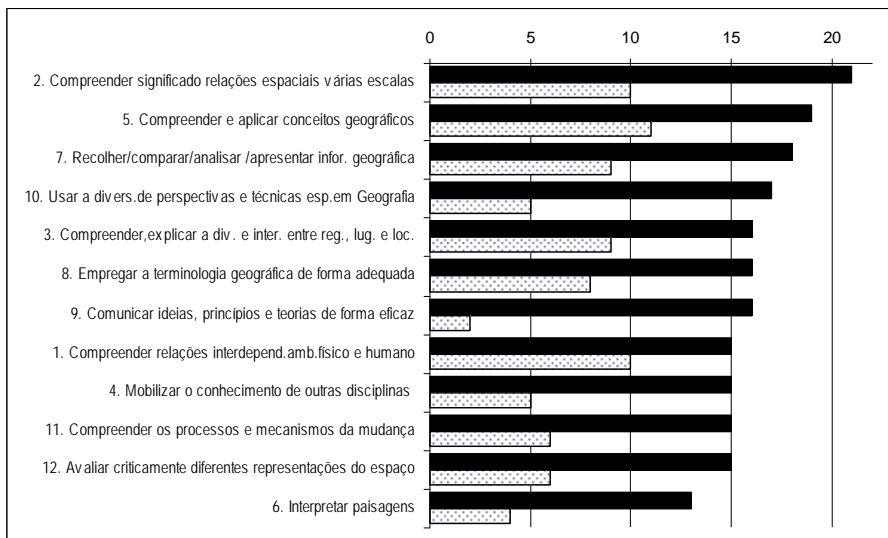 0 5 10 15 20
2. Compreender significado relações espaciais várias escalas
5. Compreender e aplicar conceitos geográficos
7. Recolher/comparar/analisar /apresentar infor. geográfica
10. Usar a divers.de perspectivas e técnicas esp.em Geografia
3. Compreender,explicar a div. e inter. entre reg., lug. e loc.
8. Empregar a terminologia geográfica de forma adequada
9. Comunicar ideias, princípios e teorias de forma eficaz
1. Compreender relações interdepend.amb.físico e humano
4. Mobilizar o conhecimento de outras disciplinas
11. Compreender os processos e mecanismos da mudança
12. Avaliar criticamente diferentes representações do espaço
6. Interpretar paisagens